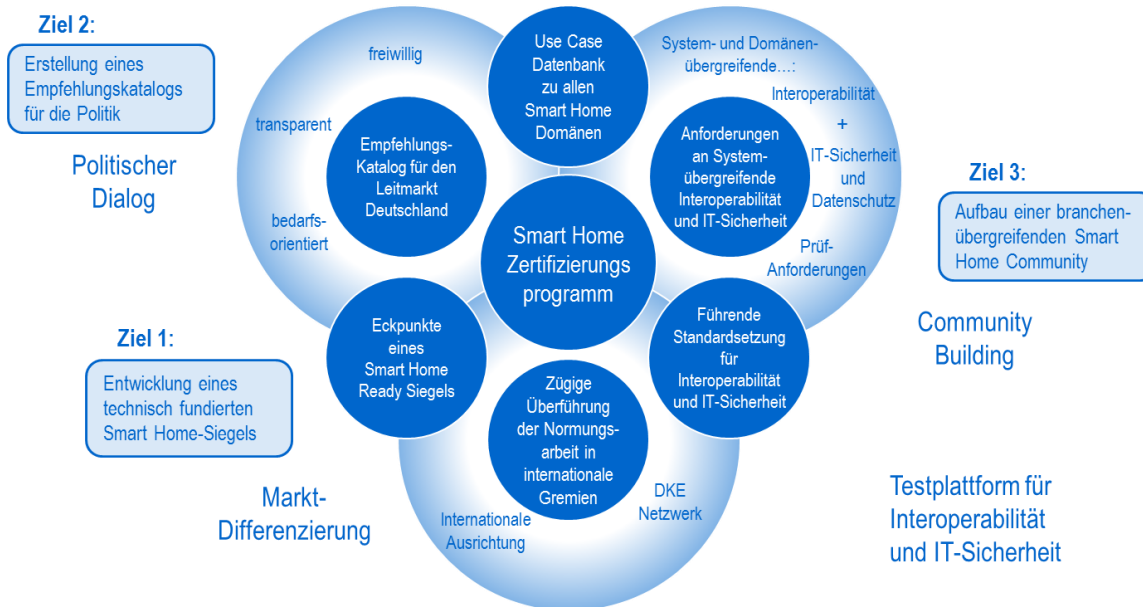 Ziel 2:
Erstellung eines
Empfehlungskatalogs
für die Politik
Politischer
Dialog
freiwillig
transparent
bedarfs-
orientiert
Empfehlungs-
Katalog für den
Leitmarkt
Deutschland
Use Case
Datenbank
zu allen
Smart Home
Domänen
System- und Domänen-
übergreifende...:
Interoperabilität
+
IT-Sicherheit
und
Datenschutz
Prüf-
Anforderungen
Anforderungen
an System-
übergreifende
Interoperabilität
und IT-Sicherheit
Ziel 3:
Aufbau einer branchen-
übergreifenden Smart
Home Community
Community
Building
Smart Home
Zertifizierungs
programm
Ziel 1:
Entwicklung eines
technisch fundierten
Smart Home-Siegels
Markt-
Differenzierung
Eckpunkte
eines
Smart Home
Ready Siegels
Zügige
Überführung
der Normungs-
arbeit in
internationale
Gremien
Führende
Standardsetzung
für
Interoperabilität
und IT-Sicherheit
Internationale
Ausrichtung
DKE
Netzwerk
Testplattform für
Interoperabilität
und IT-Sicherheit